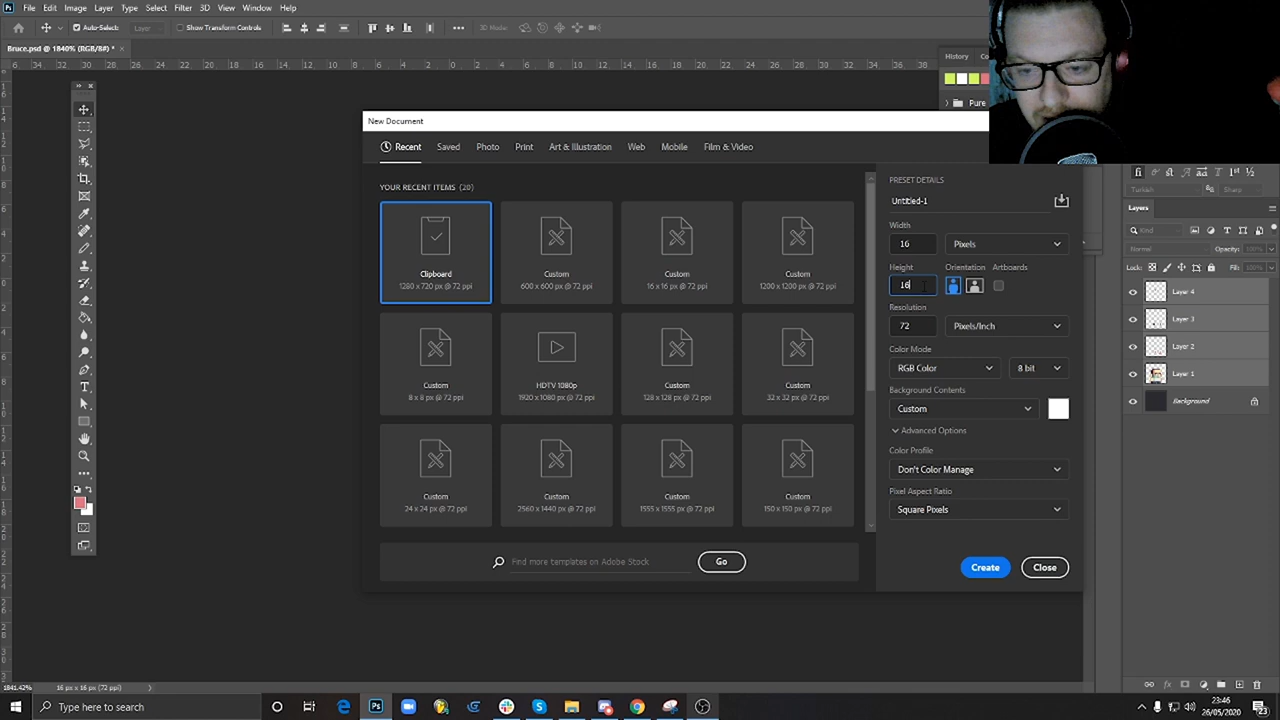 Ps File Edit Image Layer Type Select Filter 3D View Window Help
Auto-Select: Layer Show Transform Controls 3D Mode:
Bruce.psd @ 1840% (RGB/8#) *
History
Pure
New Document
Recent Saved Photo Print Art & Illustration Web Mobile Film & Video
YOUR RECENT ITEMS (20)
Clipboard
1280 x 720 px @ 72 ppi
Custom
600 x 600 px @ 72 ppi
Custom
16 x 16 px @ 72 ppi
Custom
1200 x 1200 px @ 72 ppi
Custom
8 x 8 px @ 72 ppi
HDTV 1080p
1920 x 1080 px @ 72 ppi
Custom
128 x 128 px @ 72 ppi
Custom
32 x 32 px @ 72 ppi
Custom
24 x 24 px @ 72 ppi
Custom
2560 x 1440 px @ 72 ppi
Custom
1555 x 1555 px @ 72 ppi
Custom
150 x 150 px @ 72 ppi
Find more templates on Adobe Stock
Go
PRESET DETAILS
Untitled-1
Width
16 Pixels
Height Orientation Artboards
16
Resolution
72 Pixels/Inch
Color Mode
RGB Color 8 bit
Background Contents
Custom
Advanced Options
Color Profile
Don't Color Manage
Pixel Aspect Ratio
Square Pixels
Create Close
Turkish Sharp
Layers
Kind
Normal Opacity: 100%
Lock: Fill: 100%
Layer 4
Layer 3
Layer 2
Layer 1
Background
1841.42% 16 px x 16 px (72 ppi)
Type here to search
23:46
26/05/2020